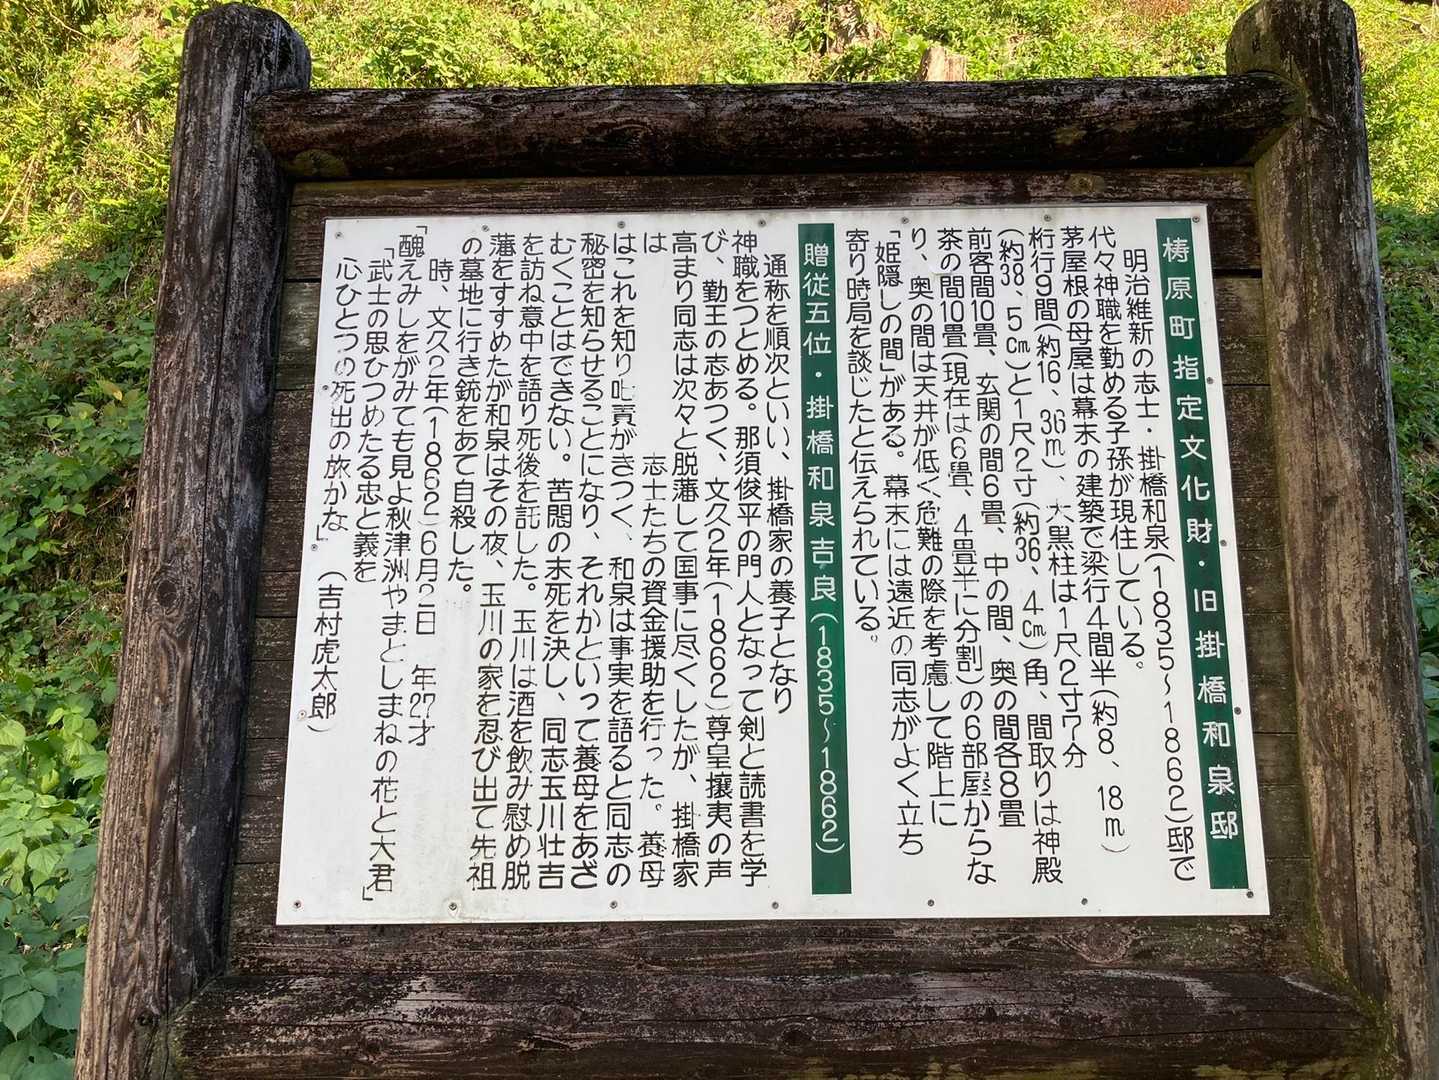 梼原町指定文化財・旧掛橋和泉邸
明治維新の志士・掛橋和泉(1835〜1862)邸で
代々神職を勤める子孫が現住している。
茅屋根の母屋は幕末の建築で梁行4間半(約8、18m)
桁行9間(約16、36m)、大黒柱は1尺2寸7分
(約38、5㎝)と1尺2寸(約36、4㎝)角、間取りは神殿
前客間10畳、玄関の間6畳、中の間、奥の間各8畳
茶の間10畳(現在は6畳、4畳半に分割)の6部屋からな
り、奥の間は天井が低く危難の際を考慮して階上に
「姫隠しの間」がある。幕末には遠近の同志がよく立ち
寄り時局を談じたと伝えられている。
贈従五位・掛橋和泉吉良(1835〜1862)
通称を順次といい、掛橋家の養子となり
神職をつとめる。那須俊平の門人となって剣と読書を学
び、勤王の志あつく、文久2年(1862)尊皇攘夷の声
高まり同志は次々と脱藩して国事に尽くしたが、掛橋家
は 志士たちの資金援助を行った。養母
はこれを知り叱責がきつく、和泉は事実を語ると同志の
秘密を知らせることになり、それかといって養母をあざ
むくことはできない。苦悶の末死を決し、同志玉川壮吉
を訪ね意中を語り死後を託した。玉川は酒を飲み慰め脱
藩をすすめたが和泉はその夜、玉川の家を忍び出て先祖
の墓地に行き銃をあて自殺した。
時、文久2年(1862)6月2日 年27才
「醜えみしをがみても見よ秋津洲やまとしまねの花と大君」
「武士の思ひつめたる忠と義を
心ひとつの死出の旅かな」 (吉村虎太郎)